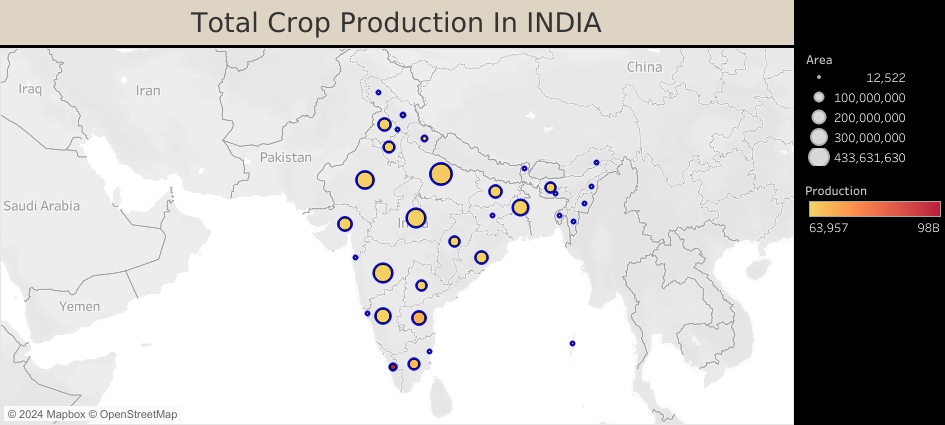 Total Crop Production In INDIA
China
Iraq
Iran
Pakistan
Saudi Arabia
Yemen
© 2024 Mapbox © OpenStreetMap
Area
12,522
100,000,000
200,000,000
300,000,000
433,631,630
Production
63,957 98B